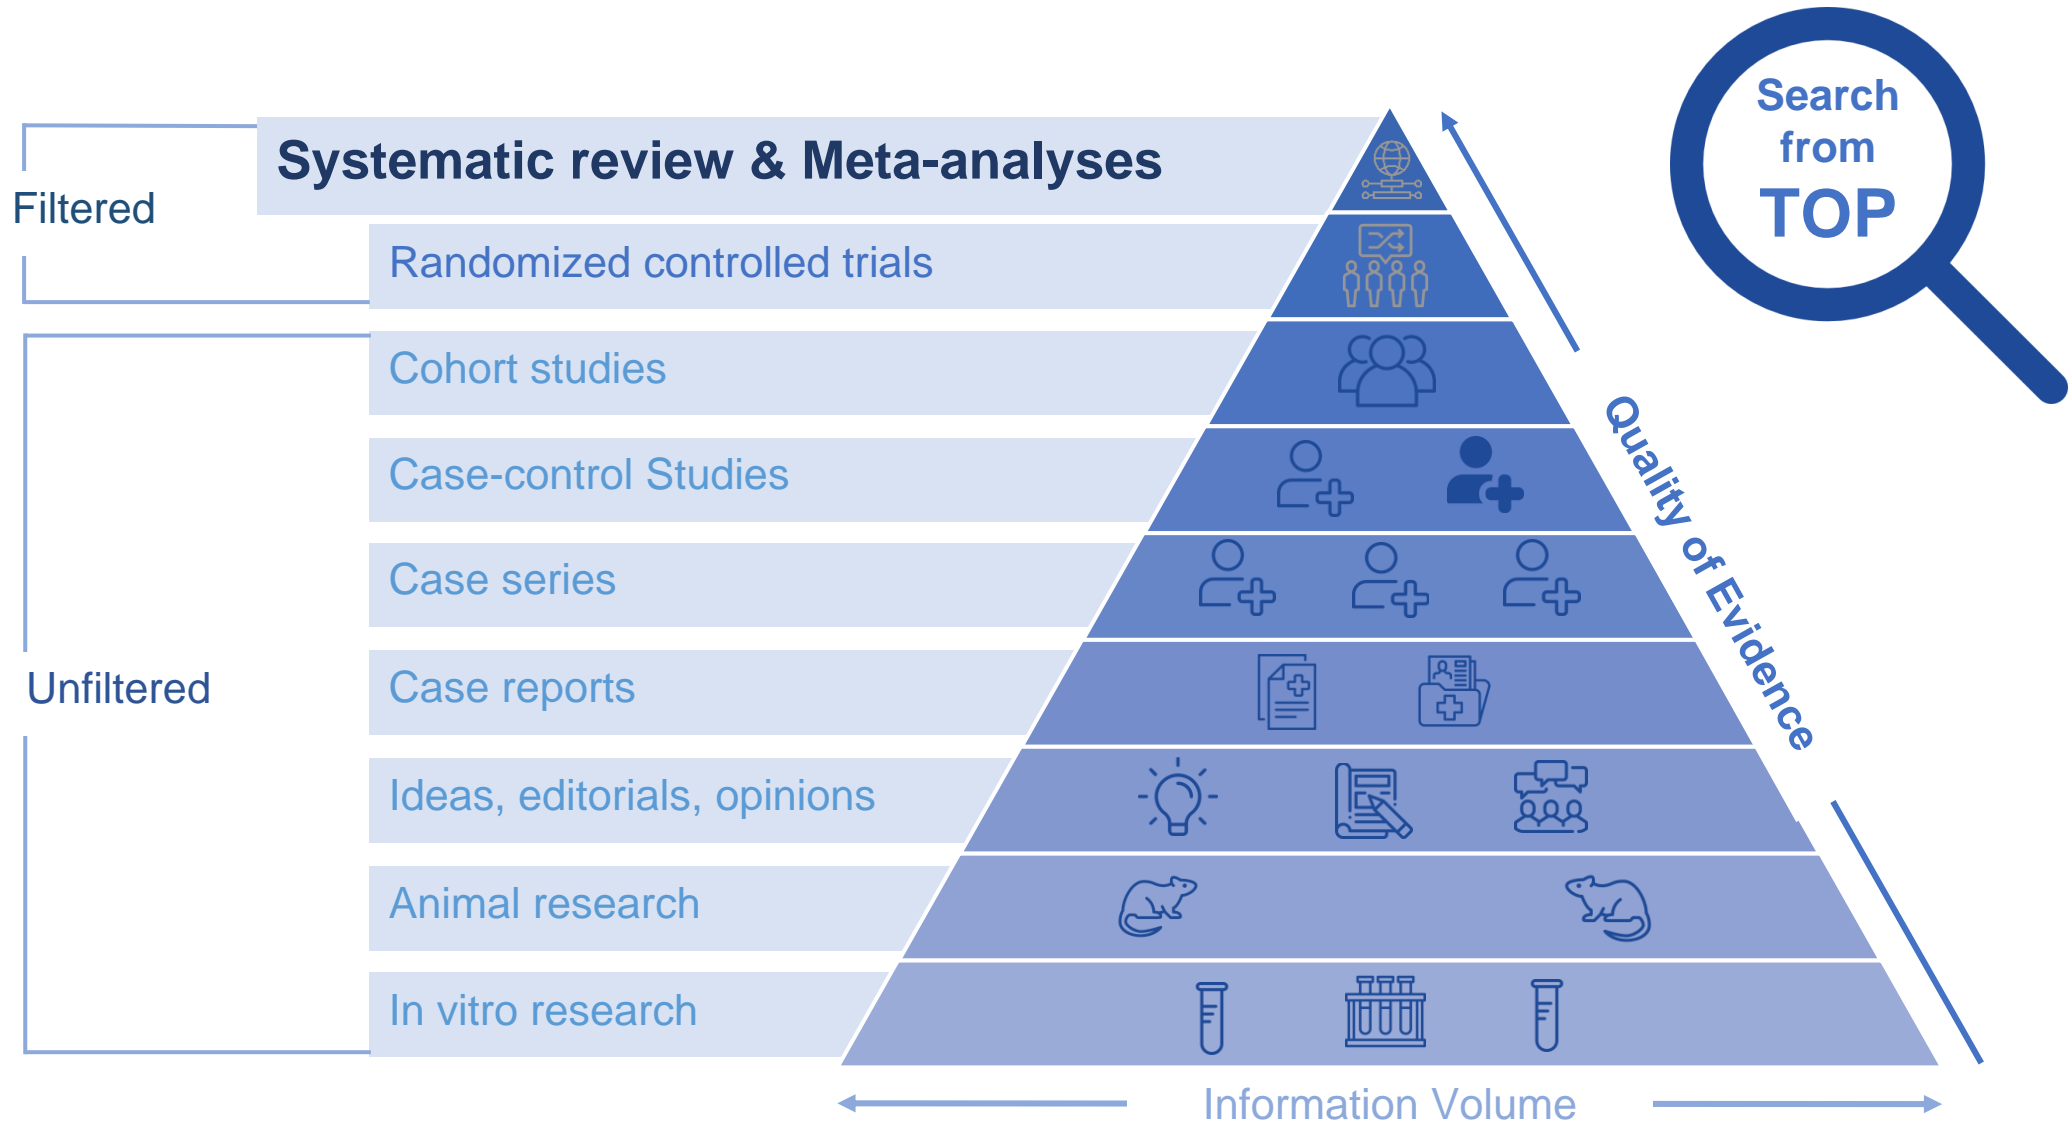 Search
from
TOP
Systematic review & Meta-analyses
Filtered
Randomized controlled trials
Cohort studies
Case-control Studies
Case series
Unfiltered
Case reports
Ideas, editorials, opinions
Animal research
In vitro research
Quality of Evidence
Information Volume